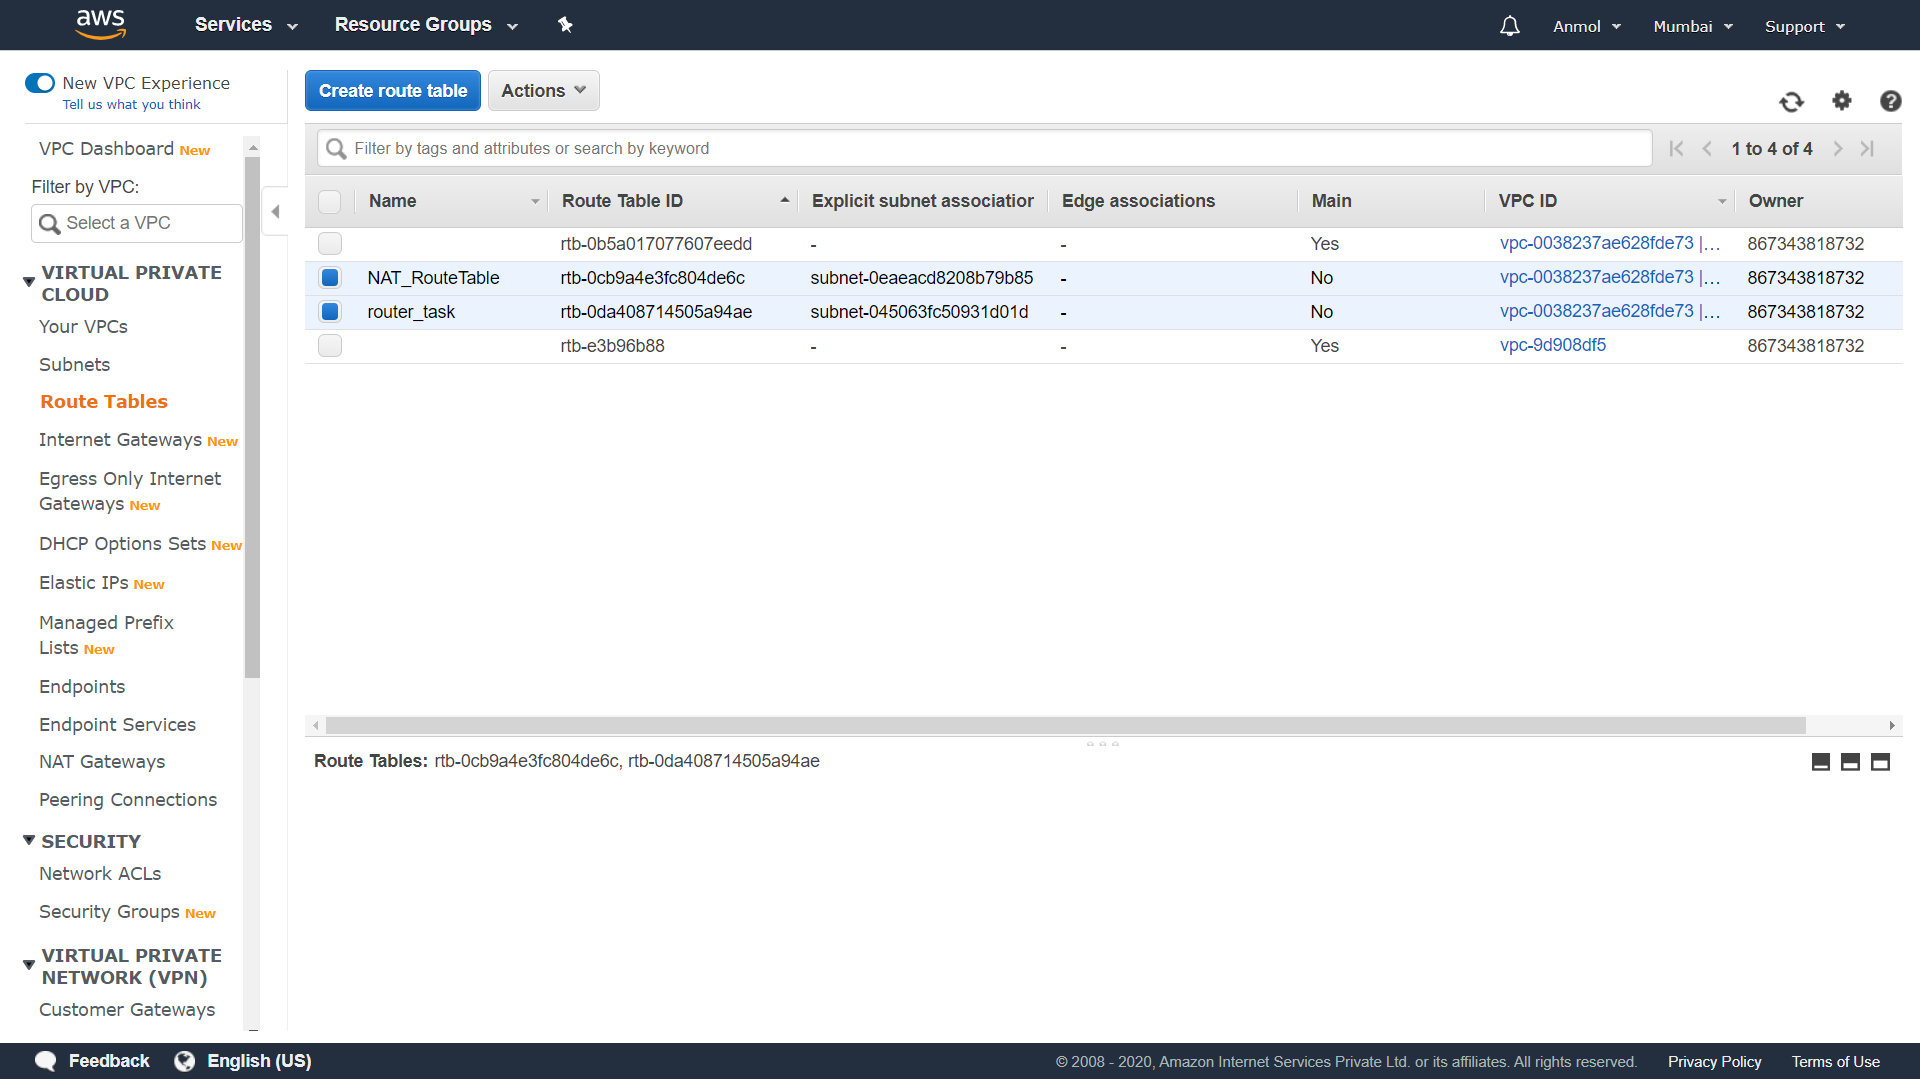 aws Services Resource Groups Anmol Mumbai Support
New VPC Experience
Tell us what you think
Create route table Actions
VPC Dashboard New
Filter by VPC:
Select a VPC
VIRTUAL PRIVATE
CLOUD
Your VPCs
Subnets
Route Tables
Internet Gateways New
Egress Only Internet
Gateways New
DHCP Options Sets New
Elastic IPs New
Managed Prefix
Lists New
Endpoints
Endpoint Services
NAT Gateways
Peering Connections
SECURITY
Network ACLs
Security Groups New
VIRTUAL PRIVATE
NETWORK (VPN)
Customer Gateways
Filter by tags and attributes or search by keyword 1 to 4 of 4
Name Route Table ID Explicit subnet association Edge associations Main VPC ID Owner
rtb-0b5a017077607eedd - - Yes vpc-0038237ae628fde73 |... 867343818732
NAT_RouteTable rtb-0cb9a4e3fc804de6c subnet-0eaeacd8208b79b85 - No vpc-0038237ae628fde73 |... 867343818732
router_task rtb-0da408714505a94ae subnet-045063fc50931d01d - No vpc-0038237ae628fde73 |... 867343818732
rtb-e3b96b88 - - Yes vpc-9d908df5 867343818732
Route Tables: rtb-0cb9a4e3fc804de6c, rtb-0da408714505a94ae
Feedback English (US) © 2008 - 2020, Amazon Internet Services Private Ltd. or its affiliates. All rights reserved. Privacy Policy Terms of Use